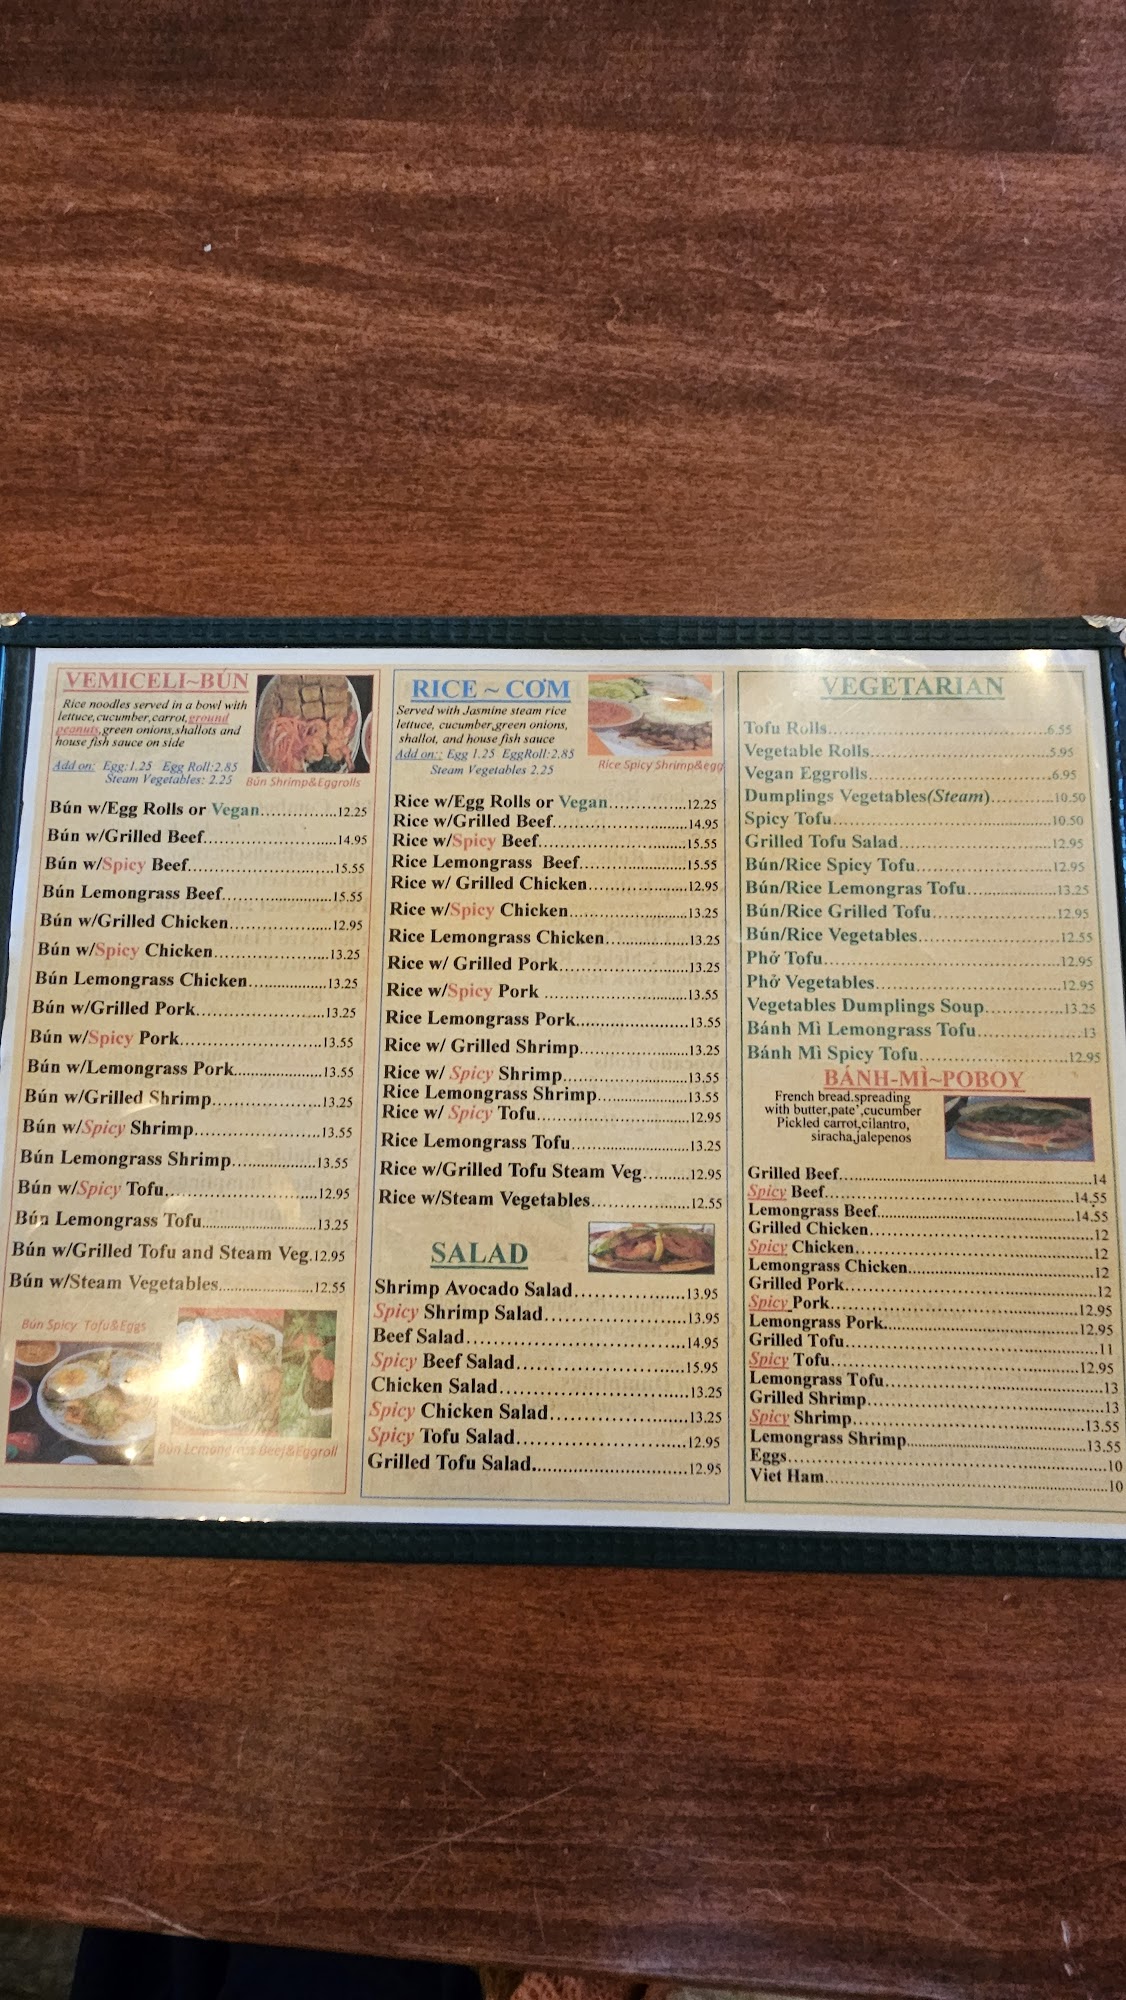 VEMICELI~BÚN
Rice noodles served in a bowl with
lettuce,cucumber,carrot,ground
peanuts,green onions,shallots and
house fish sauce on side
Add on: Egg:1.25 Egg Roll:2.85
Steam Vegetables: 2.25
Bún Shrimp&Eggrolls
Bún w/Egg Rolls or Vegan..............12.25
Bún w/Grilled Beef..............14.95
Bún w/Spicy Beef..............15.55
Bún Lemongrass Beef..............15.55
Bún w/Grilled Chicken..............12.95
Bún w/Spicy Chicken..............13.25
Bún Lemongrass Chicken..............13.25
Bún w/Grilled Pork..............13.25
Bún w/Spicy Pork..............13.55
Bún w/Lemongrass Pork..............13.55
Bún w/Grilled Shrimp..............13.25
Bún w/Spicy Shrimp..............13.55
Bún Lemongrass Shrimp..............13.55
Bún w/Spicy Tofu..............12.95
Bún Lemongrass Tofu..............13.25
Bún w/Grilled Tofu and Steam Veg.12.95
Bún w/Steam Vegetables..............12.55
Bún Spicy Tofu&Eggs
Bún Lemongrass Beef&Eggroll
RICE ~ CƠM
Served with Jasmine steam rice
lettuce, cucumber,green onions,
shallot, and house fish sauce
Add on:: Egg 1.25 EggRoll:2.85
Steam Vegetables 2.25
Rice Spicy Shrimp&egg
Rice w/Egg Rolls or Vegan..............12.25
Rice w/Grilled Beef..............14.95
Rice w/Spicy Beef..............15.55
Rice Lemongrass Beef..............15.55
Rice w/ Grilled Chicken..............12.95
Rice w/Spicy Chicken..............13.25
Rice Lemongrass Chicken..............13.25
Rice w/ Grilled Pork..............13.25
Rice w/Spicy Pork ..............13.55
Rice Lemongrass Pork..............13.55
Rice w/ Grilled Shrimp..............13.25
Rice w/ Spicy Shrimp..............13.55
Rice Lemongrass Shrimp..............13.55
Rice w/ Spicy Tofu..............12.95
Rice Lemongrass Tofu..............13.25
Rice w/Grilled Tofu Steam Veg..........12.95
Rice w/Steam Vegetables..............12.55
SALAD
Shrimp Avocado Salad..............13.95
Spicy Shrimp Salad..............13.95
Beef Salad..............14.95
Spicy Beef Salad..............15.95
Chicken Salad..............13.25
Spicy Chicken Salad..............13.25
Spicy Tofu Salad..............12.95
Grilled Tofu Salad..............12.95
VEGETARIAN
Tofu Rolls..............6.55
Vegetable Rolls..............5.95
Vegan Eggrolls..............6.95
Dumplings Vegetables(Steam)..............10.50
Spicy Tofu..............10.50
Grilled Tofu Salad..............12.95
Bún/Rice Spicy Tofu..............12.95
Bún/Rice Lemongras Tofu..............13.25
Bún/Rice Grilled Tofu..............12.95
Bún/Rice Vegetables..............12.55
Phở Tofu..............12.95
Phở Vegetables..............12.95
Vegetables Dumplings Soup..............13.25
Bánh Mì Lemongrass Tofu..............13
Bánh Mì Spicy Tofu..............12.95
BÁNH-MÌ~POBOY
French bread.spreading
with butter,pate',cucumber
Pickled carrot,cilantro,
siracha,jalepenos
Grilled Beef..............14
Spicy Beef..............14.55
Lemongrass Beef..............14.55
Grilled Chicken..............12
Spicy Chicken..............12
Lemongrass Chicken..............12
Grilled Pork..............12
Spicy Pork..............12.95
Lemongrass Pork..............12.95
Grilled Tofu..............11
Spicy Tofu..............12.95
Lemongrass Tofu..............13
Grilled Shrimp..............13
Spicy Shrimp..............13.55
Lemongrass Shrimp..............13.55
Eggs..............10
Viet Ham..............10